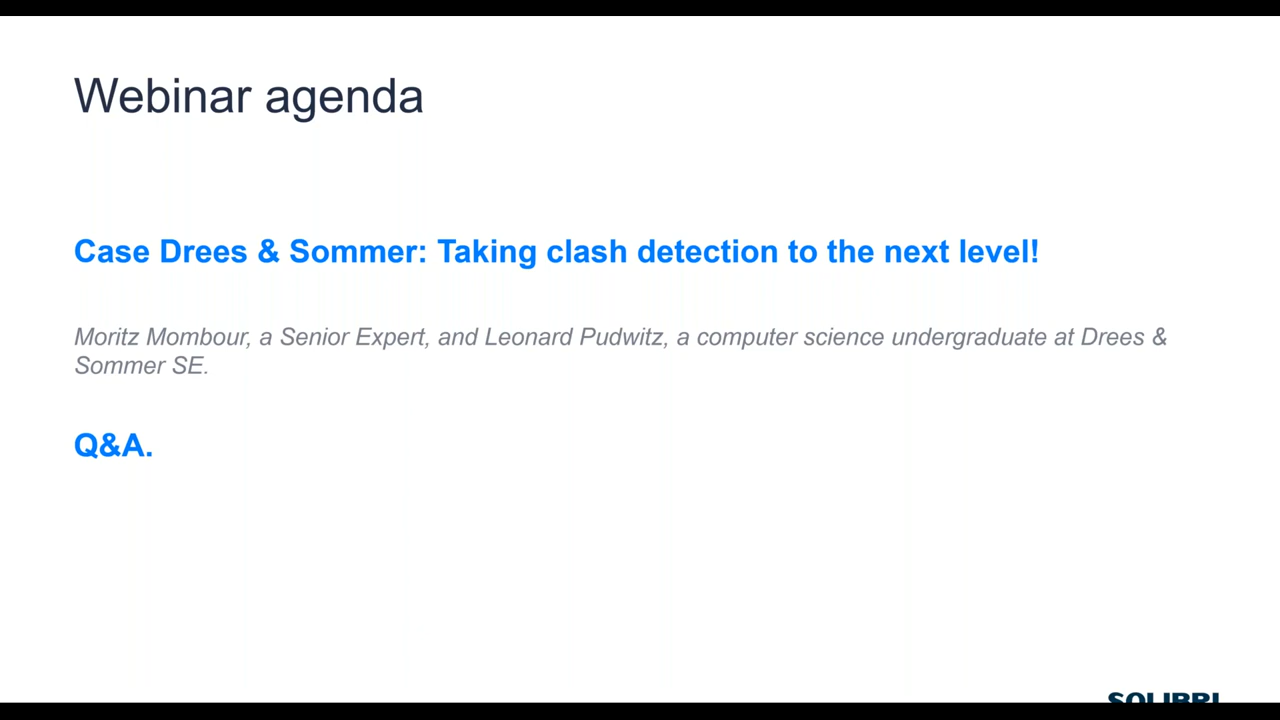 Webinar agenda
Case Drees & Sommer: Taking clash detection to the next level!
Moritz Mombour, a Senior Expert, and Leonard Pudwitz, a computer science undergraduate at Drees &
Sommer SE.
Q&A.
SOLIBRI